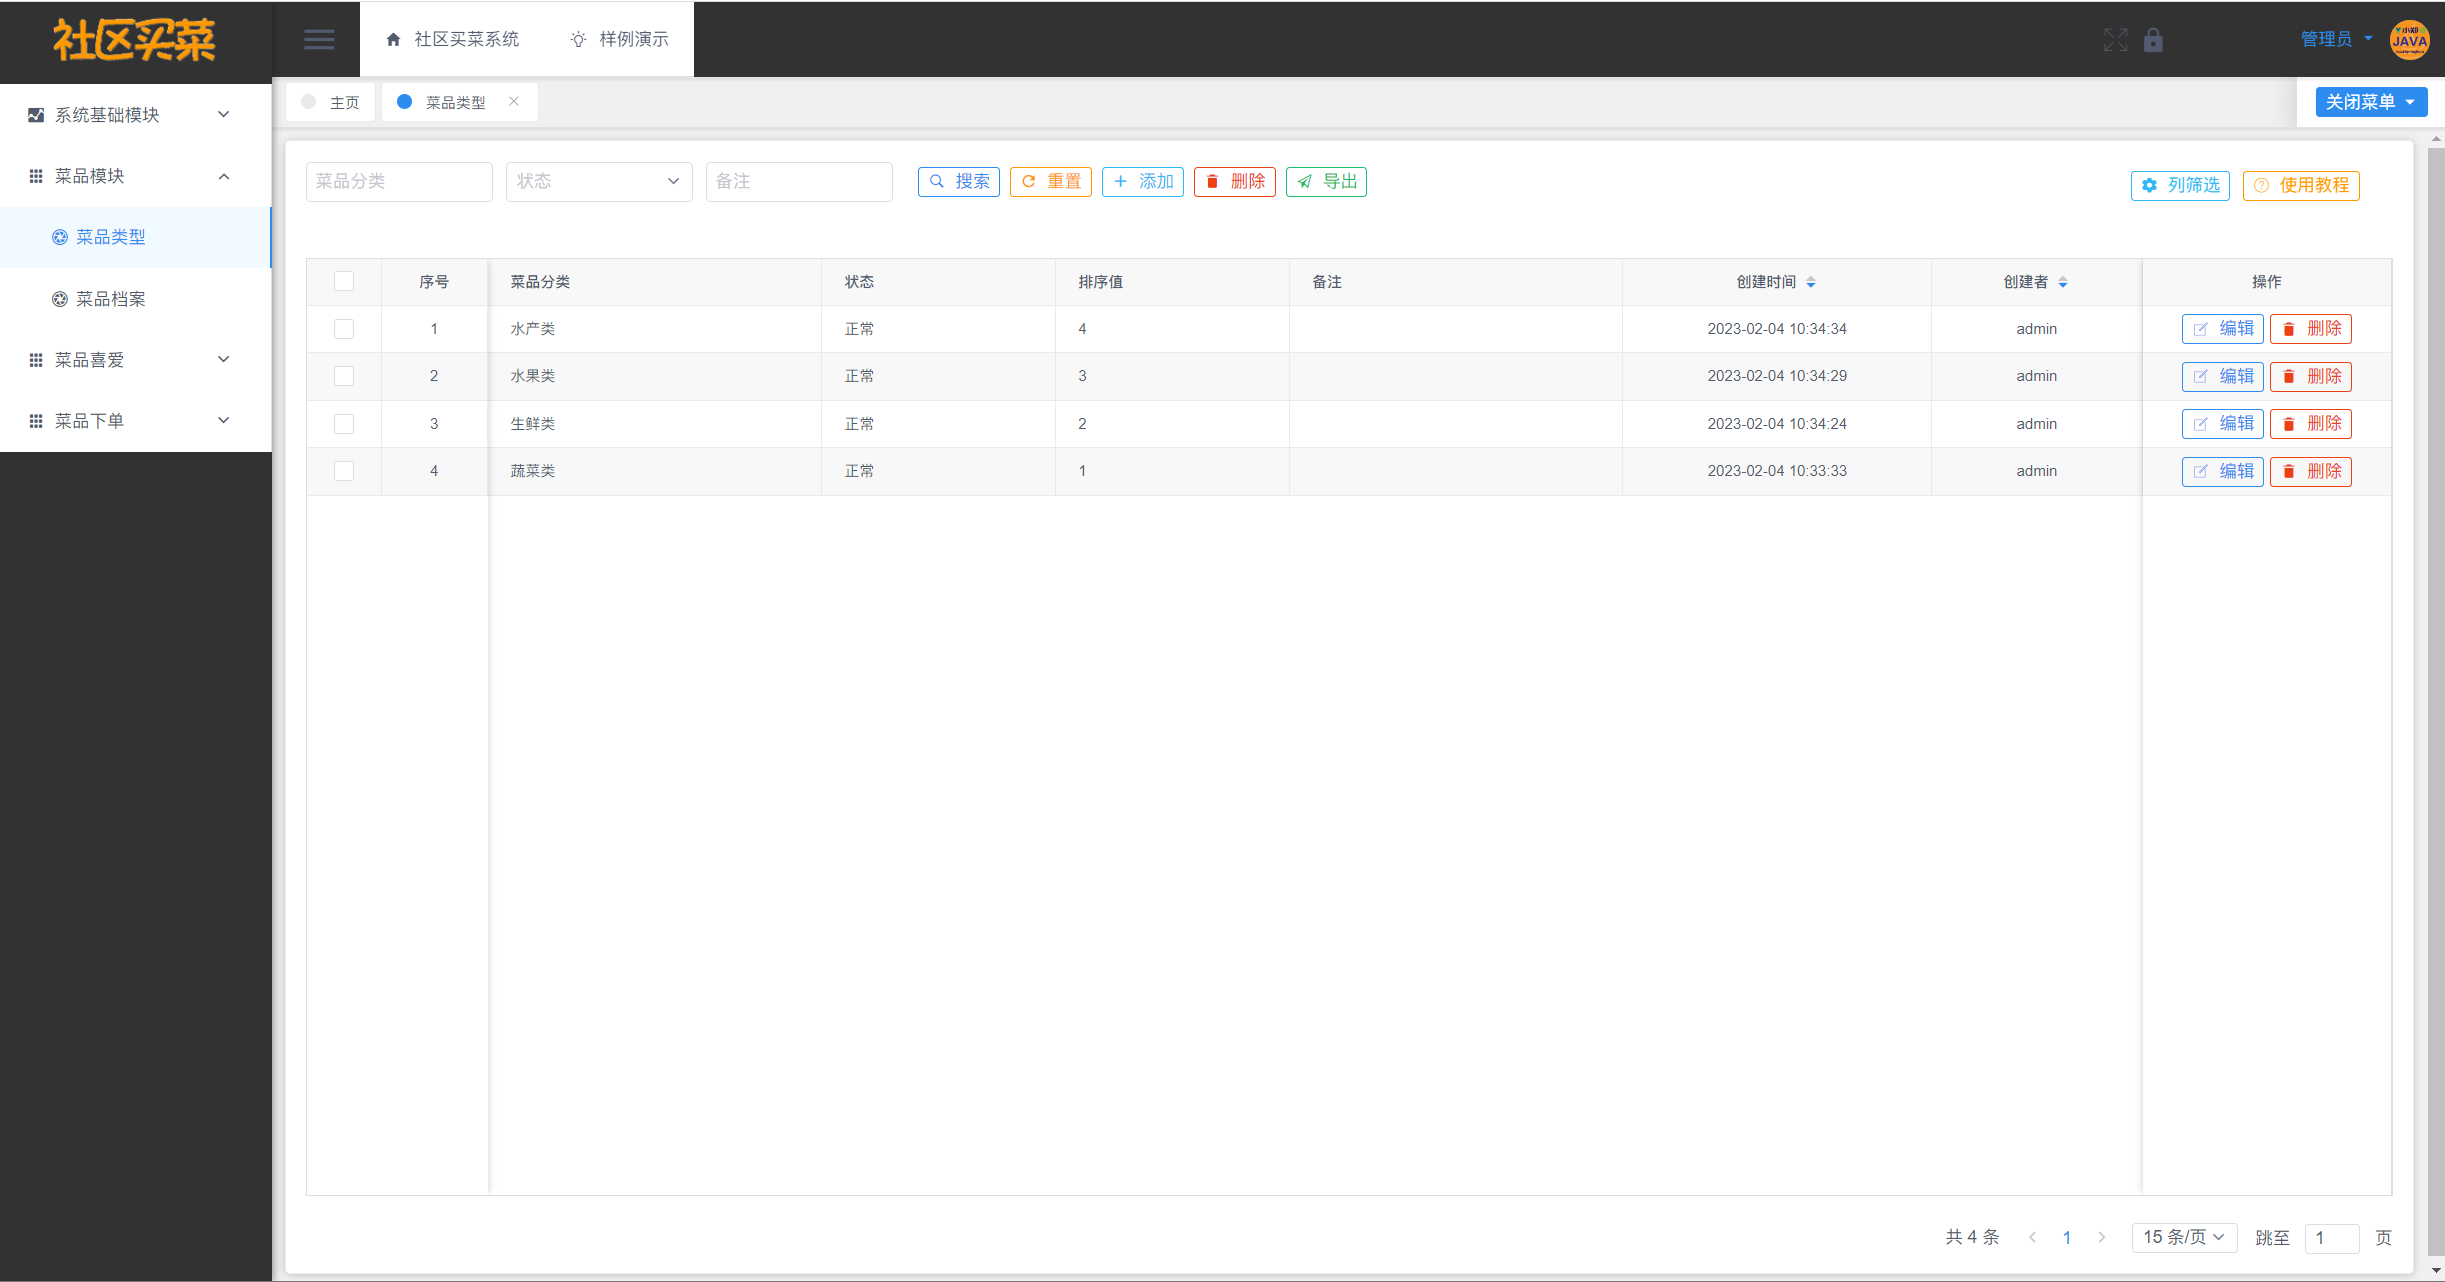 社区买菜
社区买菜系统 样例演示
管理员
JAVA
主页 菜品类型
关闭菜单
系统基础模块
菜品模块
菜品类型
菜品档案
菜品喜爱
菜品下单
菜品分类 状态 备注 搜索 重置 添加 删除 导出 列筛选 使用教程
序号 菜品分类 状态 排序值 备注 创建时间 创建者 操作
1 水产类 正常 4 2023-02-04 10:34:34 admin 编辑 删除
2 水果类 正常 3 2023-02-04 10:34:29 admin 编辑 删除
3 生鲜类 正常 2 2023-02-04 10:34:24 admin 编辑 删除
4 蔬菜类 正常 1 2023-02-04 10:33:33 admin 编辑 删除
共 4 条 1 15 条/页 跳至 1 页